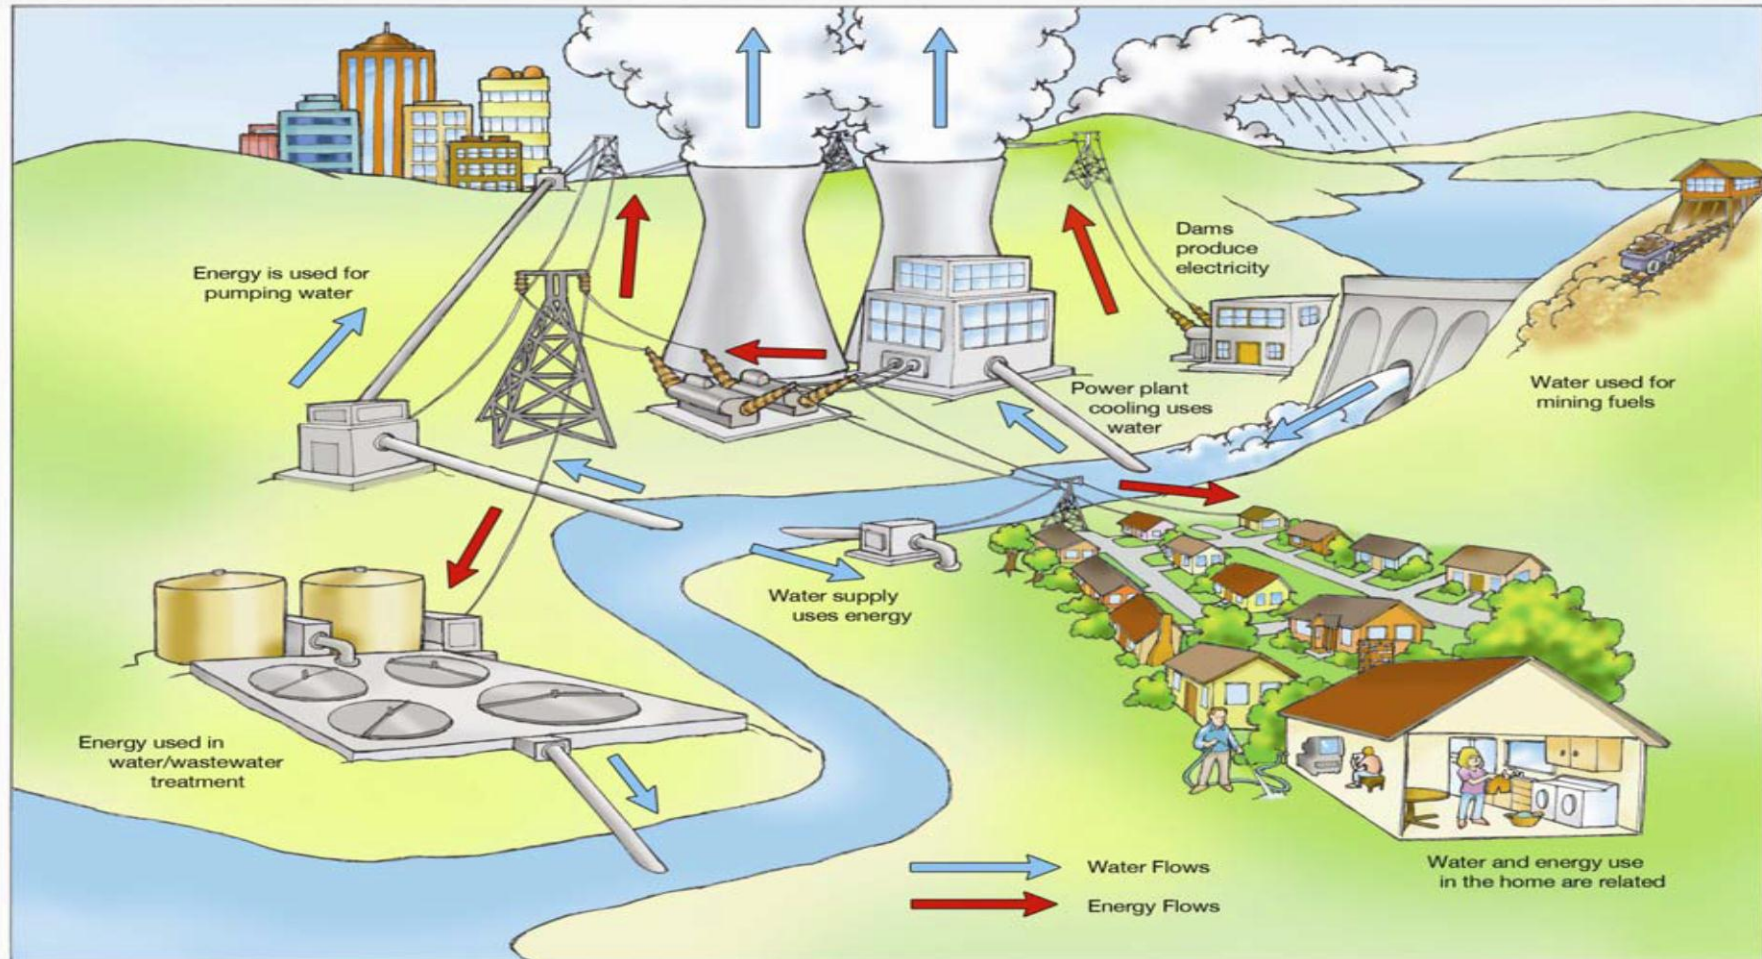 Energy is used for
pumping water
Dams
produce
electricity
Power plant
cooling uses
water
Water used for
mining fuels
Water supply
uses energy
Energy used in
water/wastewater
treatment
Water and energy use
in the home are related
Water Flows
Energy Flows